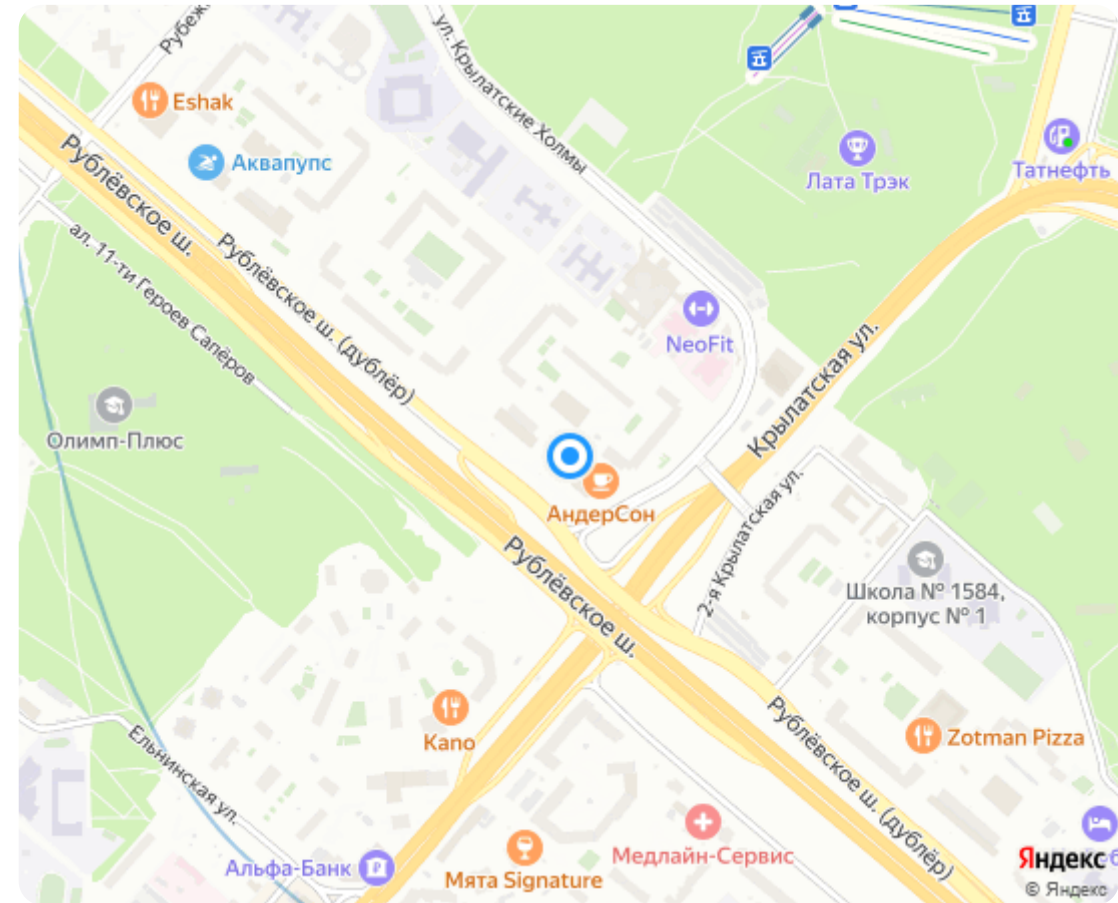 Рубеж
ул. Крылатские Холмы
Eshak
Аквапупс
Лата Трэк
Татнефть
Рублёвское ш.
Рублёвское ш. (дублёр)
ал. 11-ти Героев Сапёров
NeoFit
Крылатская ул.
Олимп-Плюс
АндерСон
2-я Крылатская ул.
Рублёвское ш.
Школа № 1584,
корпус № 1
Kano
Zotman Pizza
Рублёвское ш. (дублёр)
Ельнинская ул.
Альфа-Банк
Мята Signature
Медлайн-Сервис
Яндекс
© Яндекс